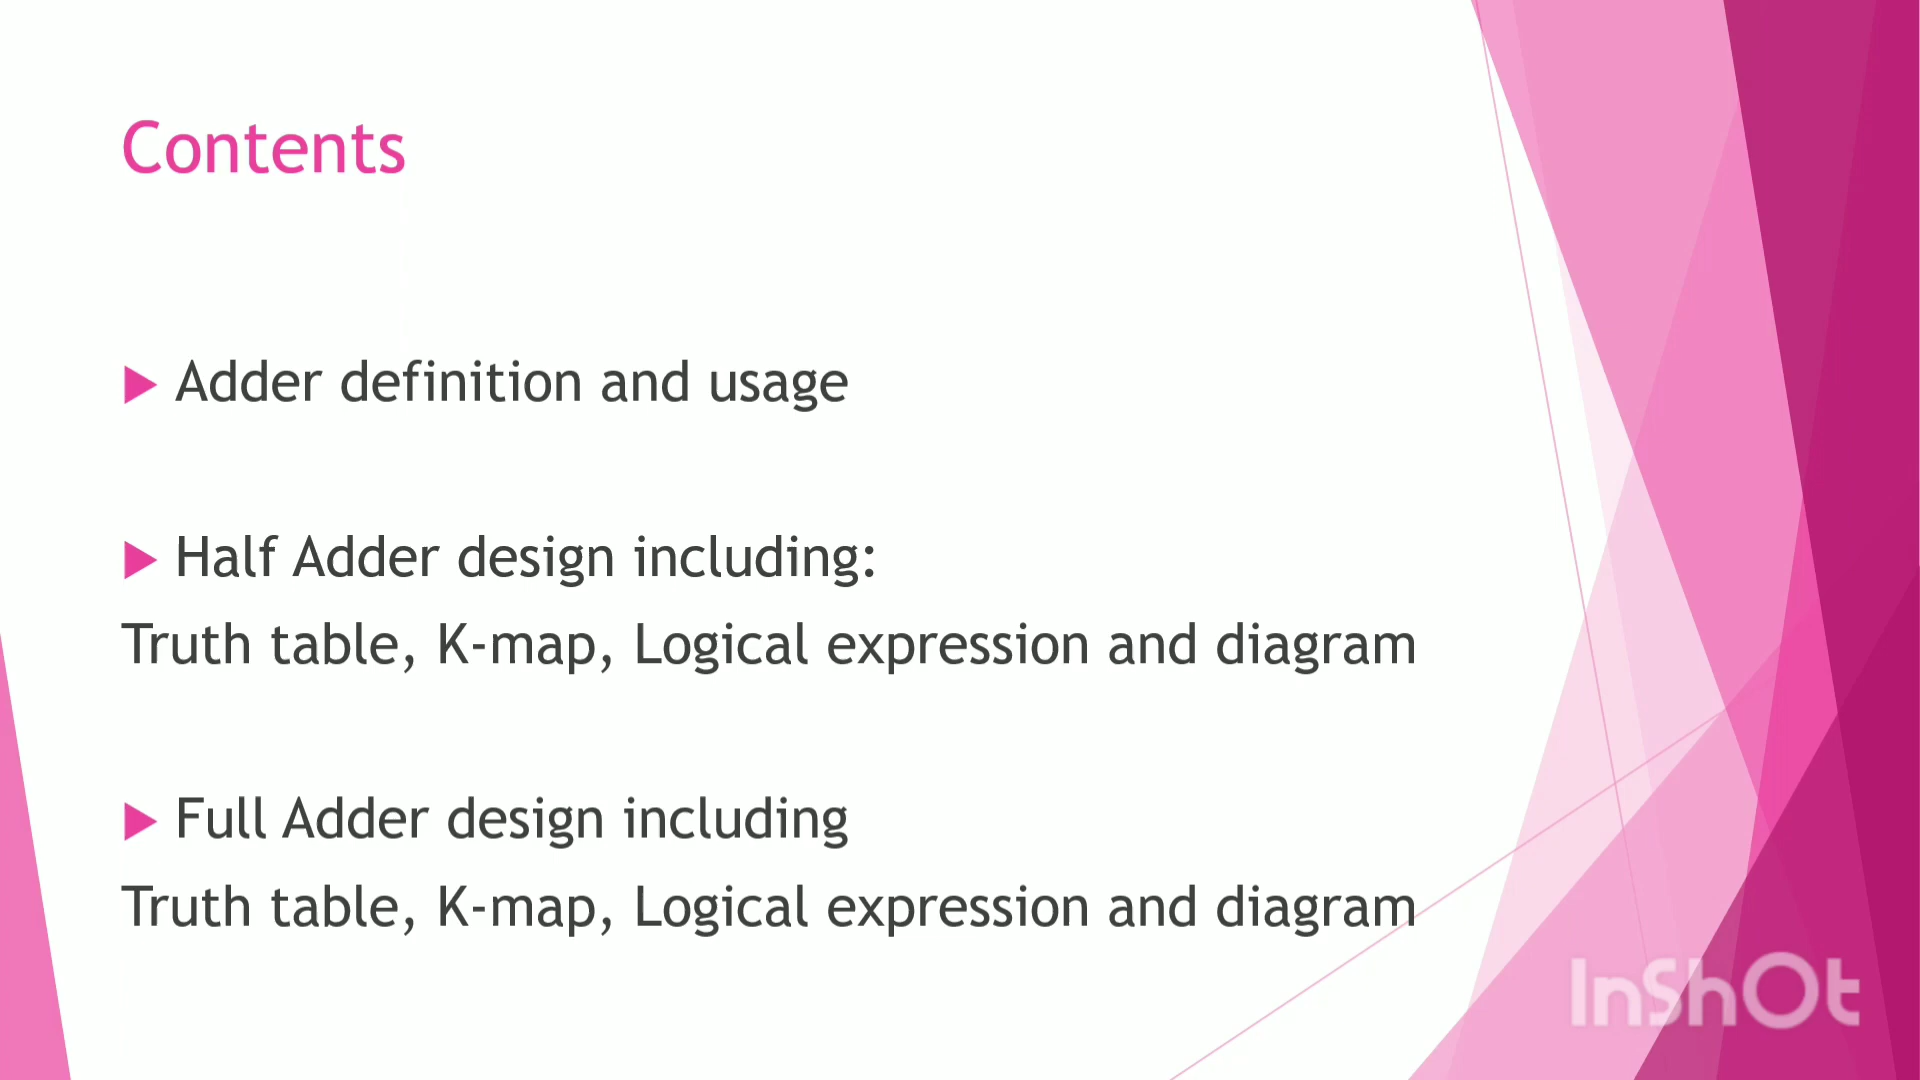 Contents
Adder definition and usage
Half Adder design including:
Truth table, K-map, Logical expression and diagram
Full Adder design including
Truth table, K-map, Logical expression and diagram
InShOt